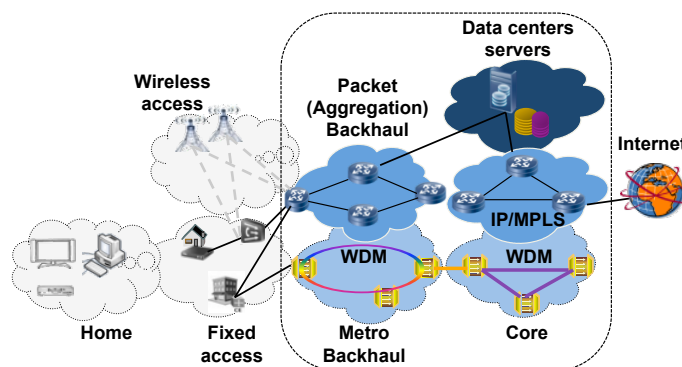 Data centers
servers
Wireless
access
Packet
(Aggregation)
Backhaul
Internet
IP/MPLS
WDM
WDM
Home
Fixed
access
Metro
Backhaul
Core